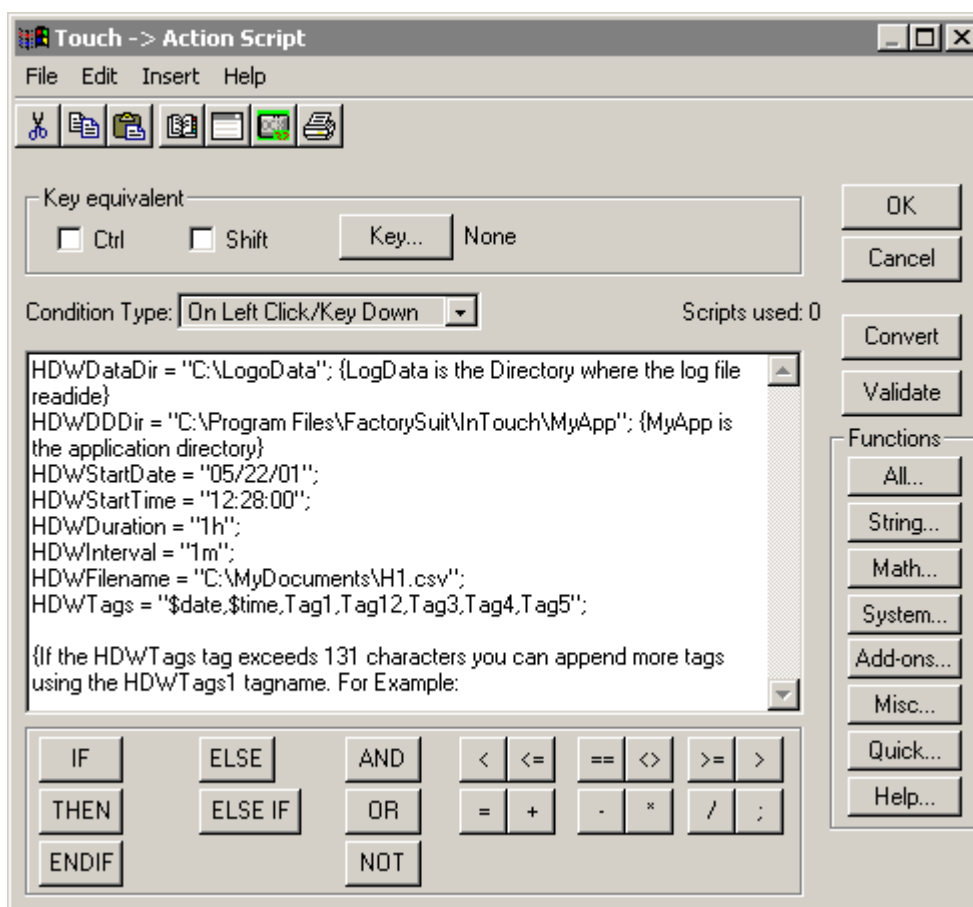 Touch -> Action Script
File Edit Insert Help
Key equivalent
Ctrl Shift Key... None
OK
Cancel
Condition Type: On Left Click/Key Down Scripts used: 0
Convert
Validate
HDWDataDir = "C:\LogoData"; {LogData is the Directory where the log file
readide}
HDWDDDir = "C:\Program Files\FactorySuit\InTouch\MyApp"; {MyApp is
the application directory}
HDWStartDate = "05/22/01";
HDWStartTime = "12:28:00";
HDWDuration = "1h";
HDWInterval = "1m";
HDWFilename = "C:\MyDocuments\H1.csv";
HDWTags = "$date,$time,Tag1,Tag12,Tag3,Tag4,Tag5";
{If the HDWTags tag exceeds 131 characters you can append more tags
using the HDWTags1 tagname. For Example:
Functions
All...
String...
Math...
System...
Add-ons...
Misc...
Quick...
Help...
IF ELSE AND < <= == <> >= >
THEN ELSE IF OR = + - * / ;
ENDIF NOT